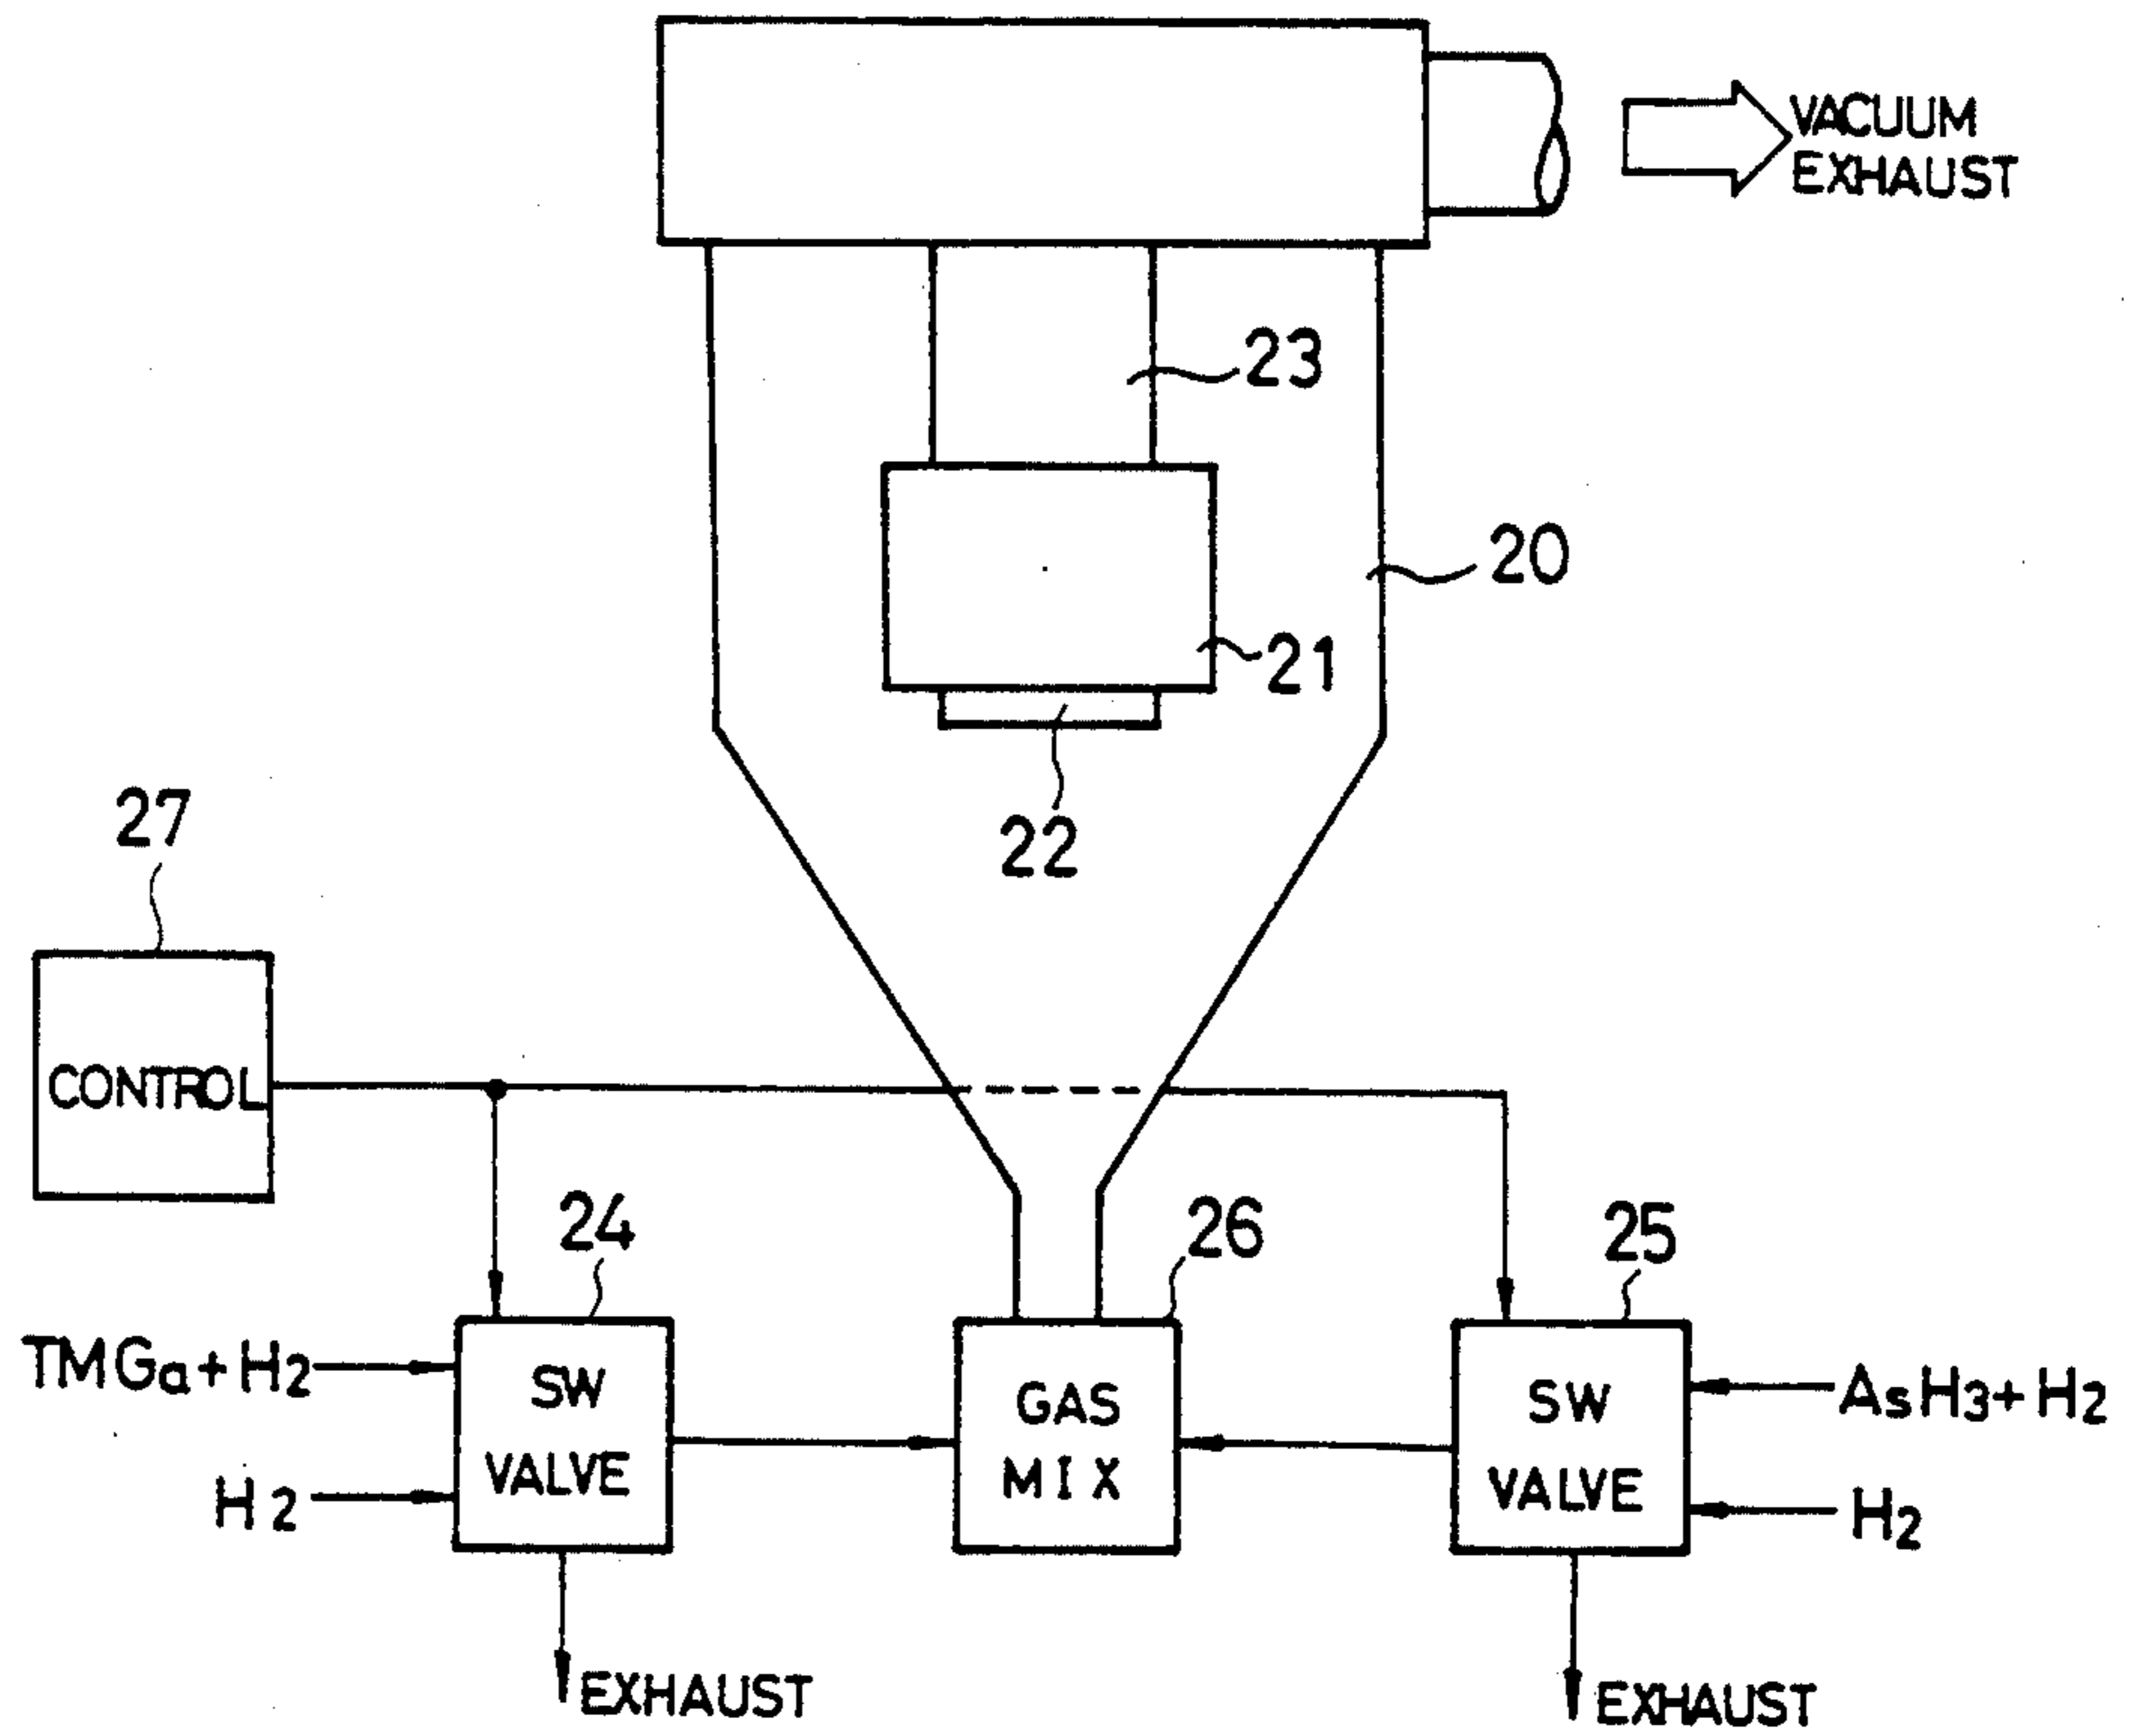 VACUUM
EXHAUST
23
20
21
22
27
CONTROL
24
26
25
TMGa+H2
SW
VALVE
H2
GAS
MIX
SW
VALVE
AsH3+H2
H2
EXHAUST
EXHAUST